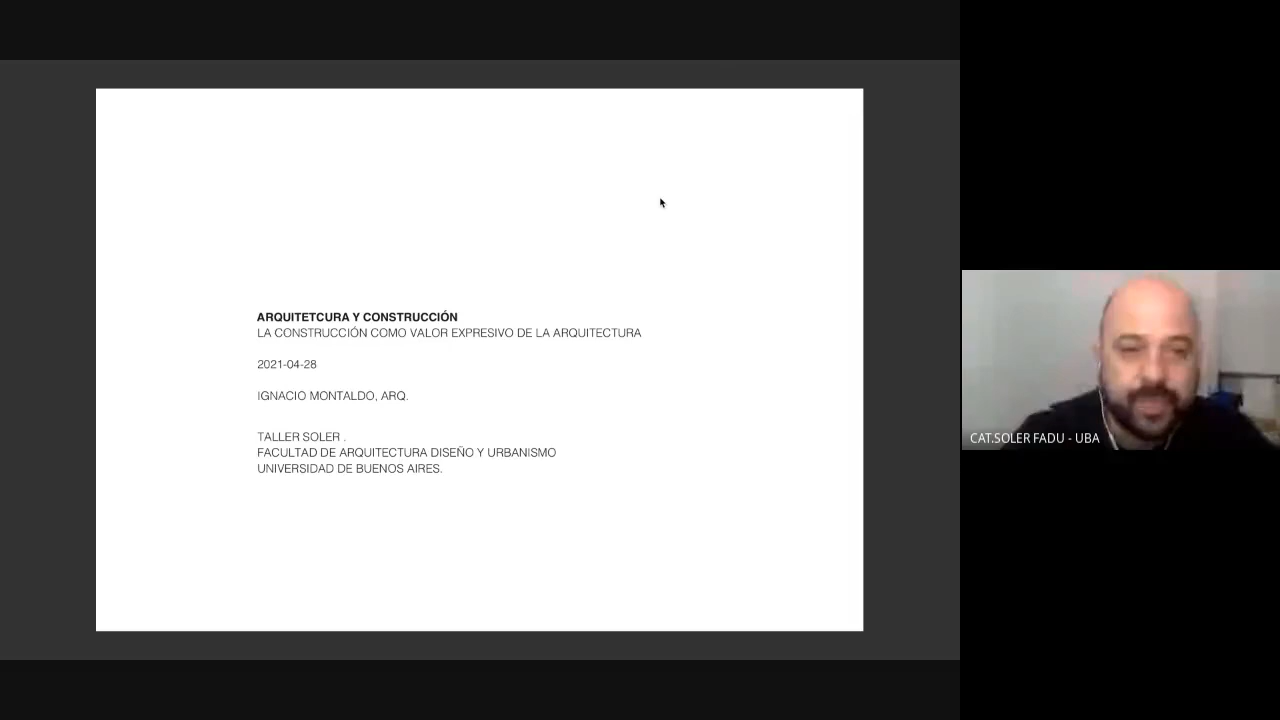 ARQUITETCURA Y CONSTRUCCIÓN
LA CONSTRUCCIÓN COMO VALOR EXPRESIVO DE LA ARQUITECTURA
2021-04-28
IGNACIO MONTALDO, ARQ.
TALLER SOLER .
FACULTAD DE ARQUITECTURA DISEÑO Y URBANISMO
UNIVERSIDAD DE BUENOS AIRES.
CAT.SOLER FADU - UBA